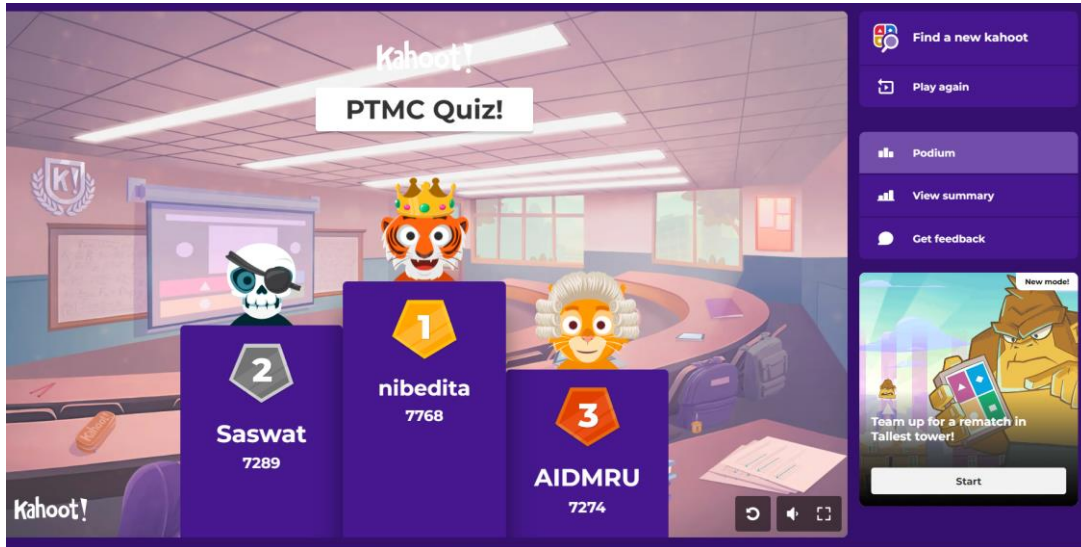 Kahoot!
PTMC Quiz!
K!
1
nibedita
7768
2
Saswat
7289
3
AIDMRU
7274
Kahoot!
Find a new kahoot
Play again
Podium
View summary
Get feedback
New mode!
Team up for a rematch in
Tallest tower!
Start